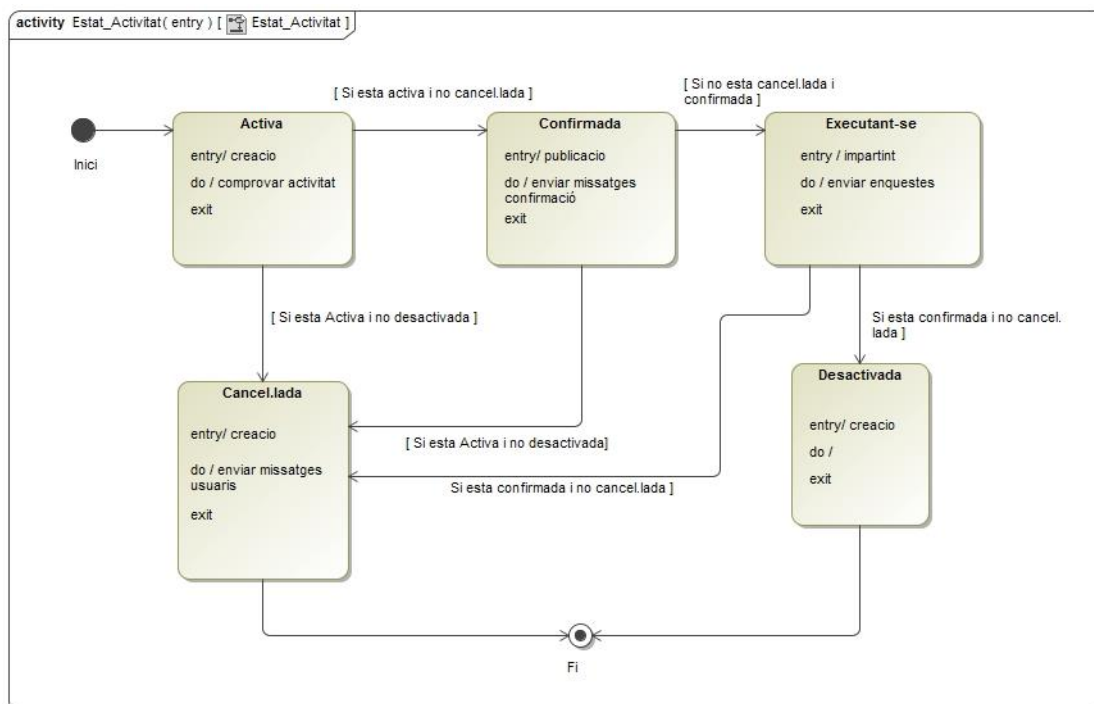 activity Estat_Activitat( entry ) [ Estat_Activitat ]
[ Si esta activa i no cancel.lada ]
[ Si no esta cancel.lada i
confirmada ]
Inici
Activa
entry/ creacio
do / comprovar activitat
exit
Confirmada
entry/ publicacio
do / enviar missatges
confirmació
exit
Executant-se
entry / impartint
do / enviar enquestes
exit
[ Si esta Activa i no desactivada ]
Si esta confirmada i no cancel.
lada ]
Cancel.lada
entry/ creacio
do / enviar missatges
usuaris
exit
[ Si esta Activa i no desactivada]
Si esta confirmada i no cancel.lada ]
Desactivada
entry/ creacio
do /
exit
Fi